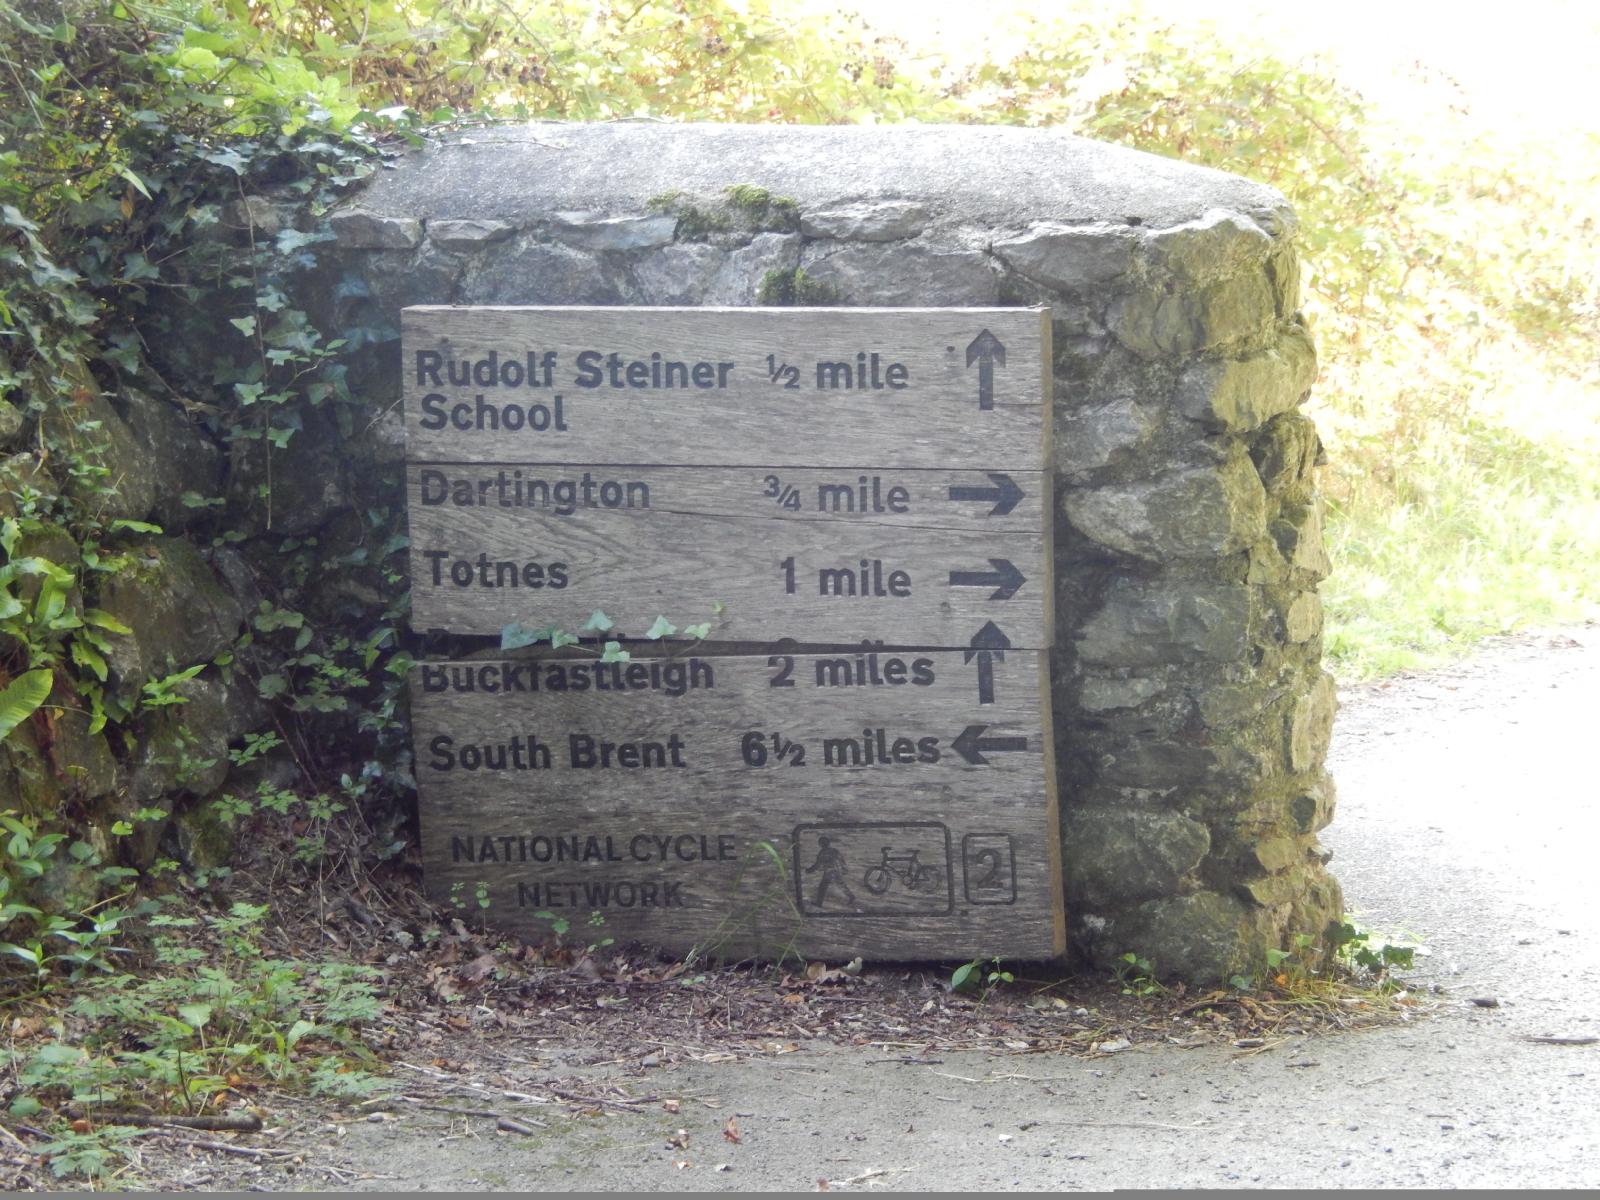 Rudolf Steiner ½ mile ↑
School
Dartington ¾ mile →
Totnes 1 mile →
Buckfastleigh 2 miles ↑
South Brent 6½ miles ←
NATIONAL CYCLE
NETWORK 2